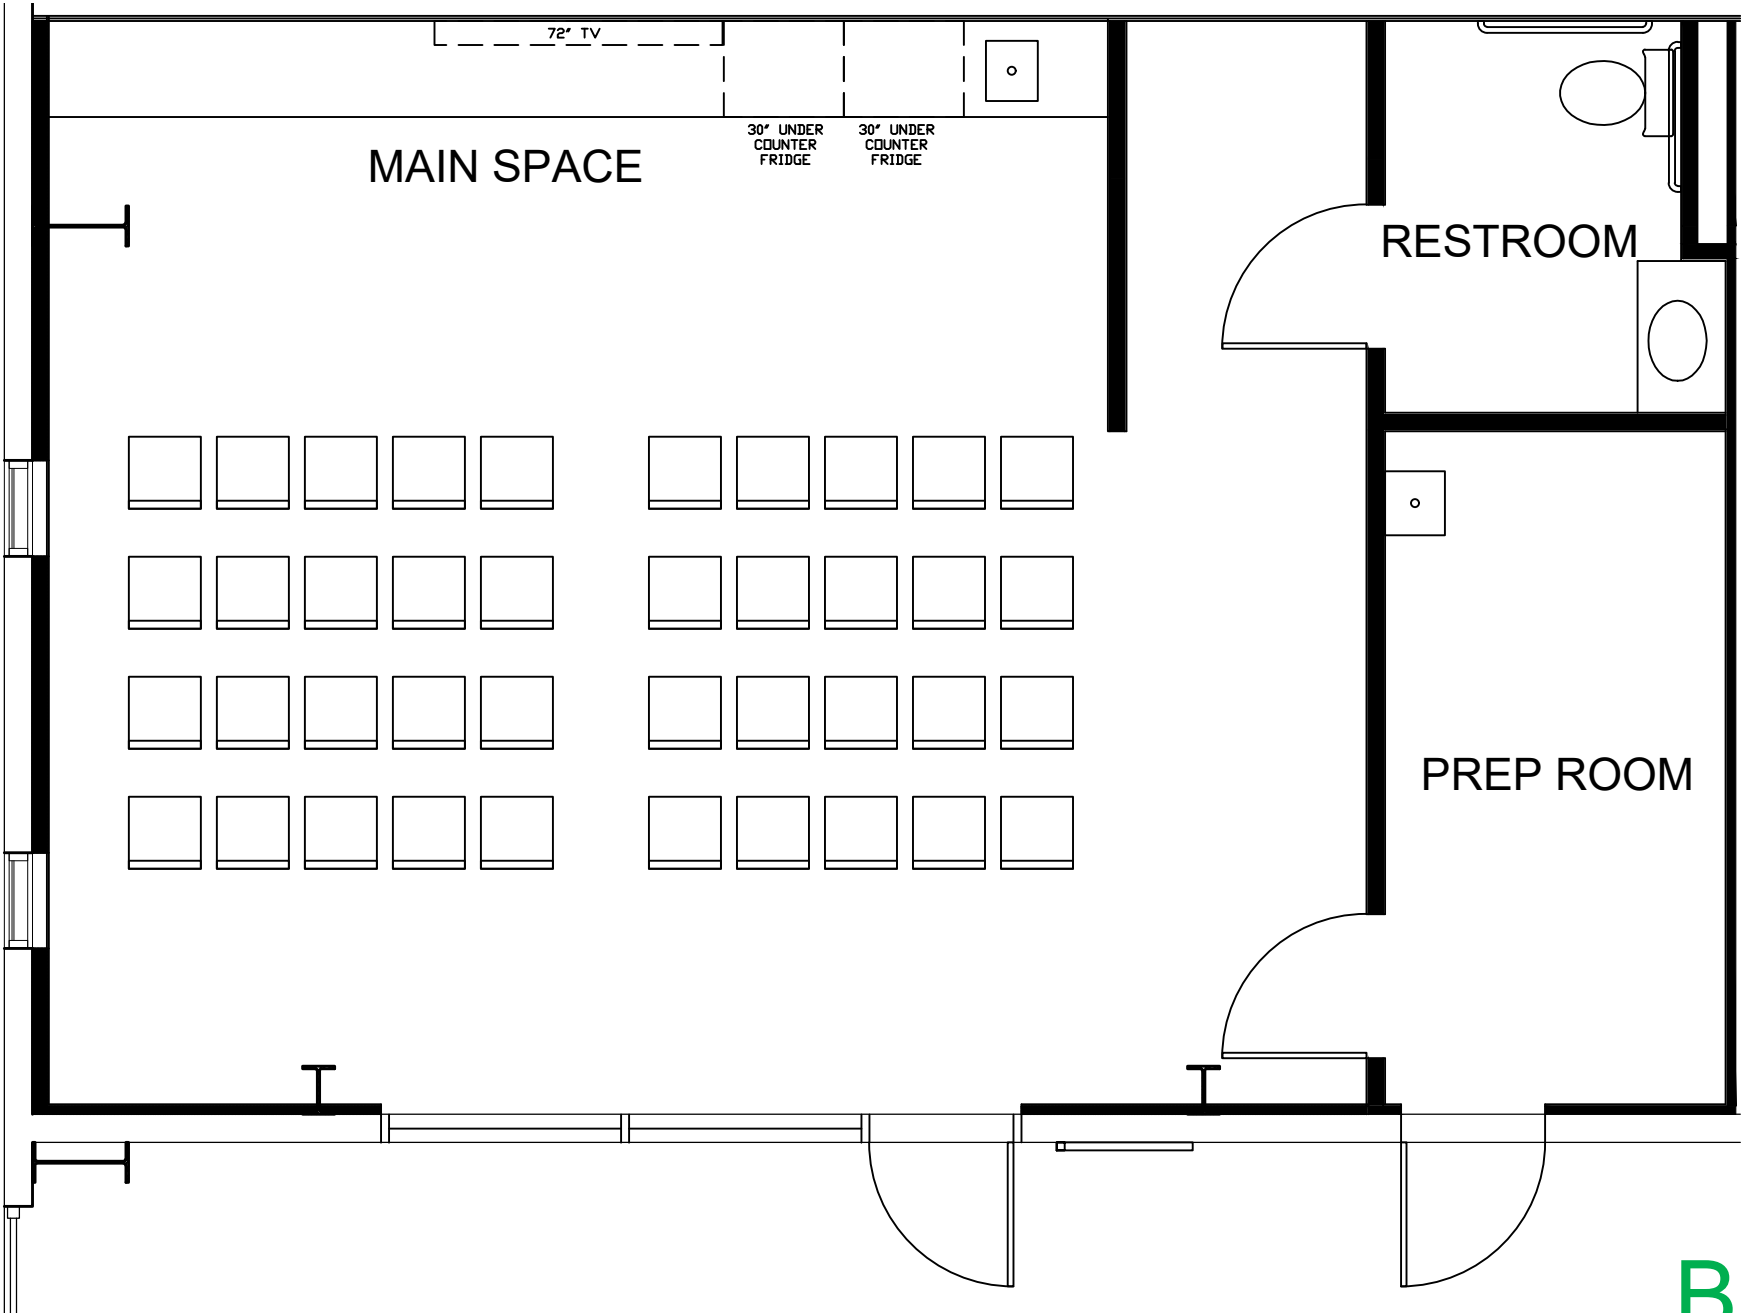 72" TV
30" UNDER
COUNTER
FRIDGE
30" UNDER
COUNTER
FRIDGE
MAIN SPACE
RESTROOM
PREP ROOM
B